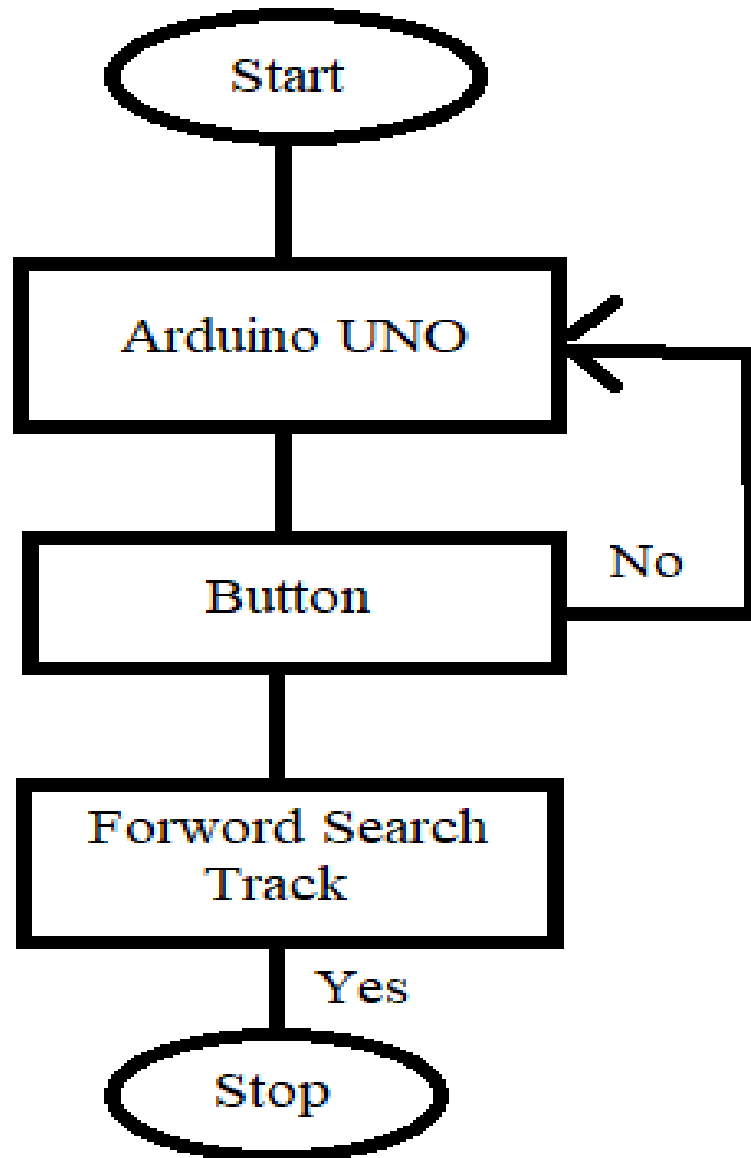 Start
Arduino UNO
No
Button
Forword Search
Track
Yes
Stop